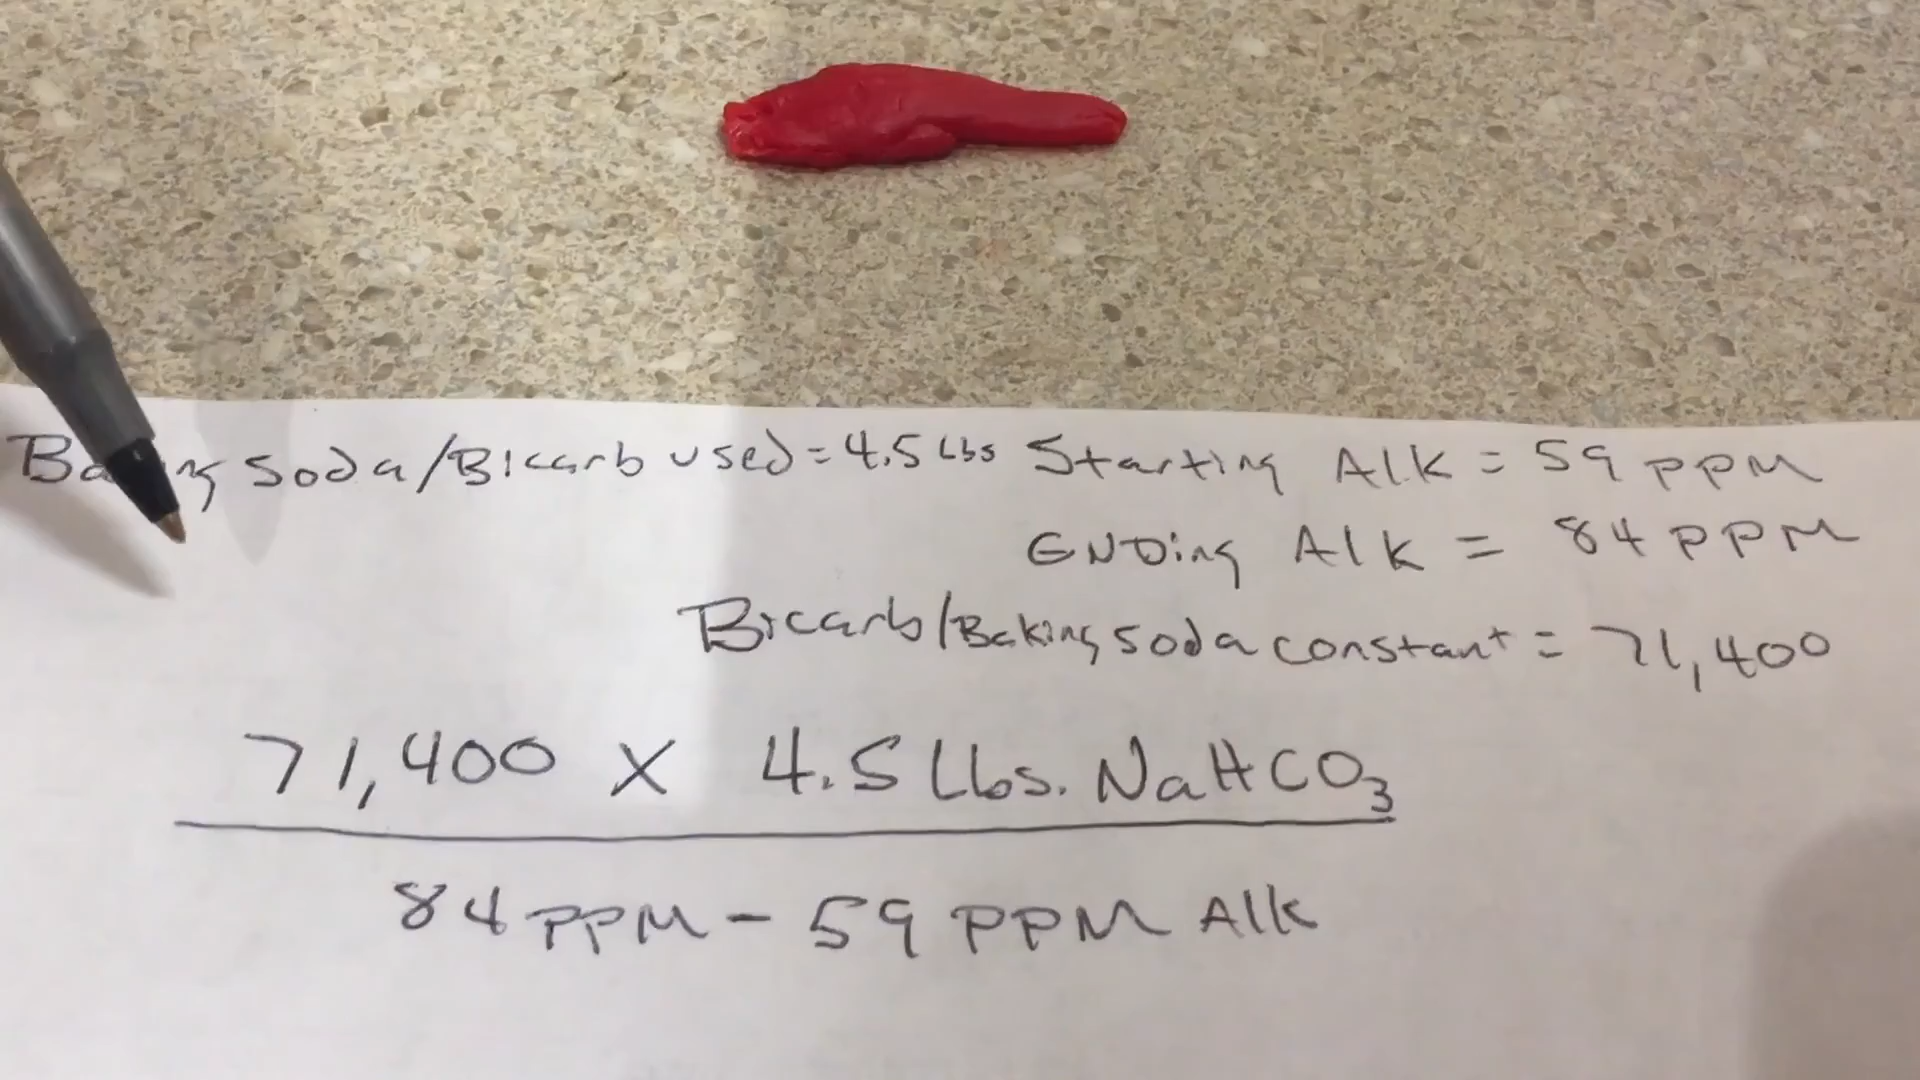 Baking soda/Bicarb used = 4.5 Lbs Starting Alk = 59 PPM
ENDing Alk = 84 PPM
Bicarb/Baking soda constant = 71,400
71,400 X 4.5 Lbs. NaHCO₃
84 PPM - 59 PPM Alk